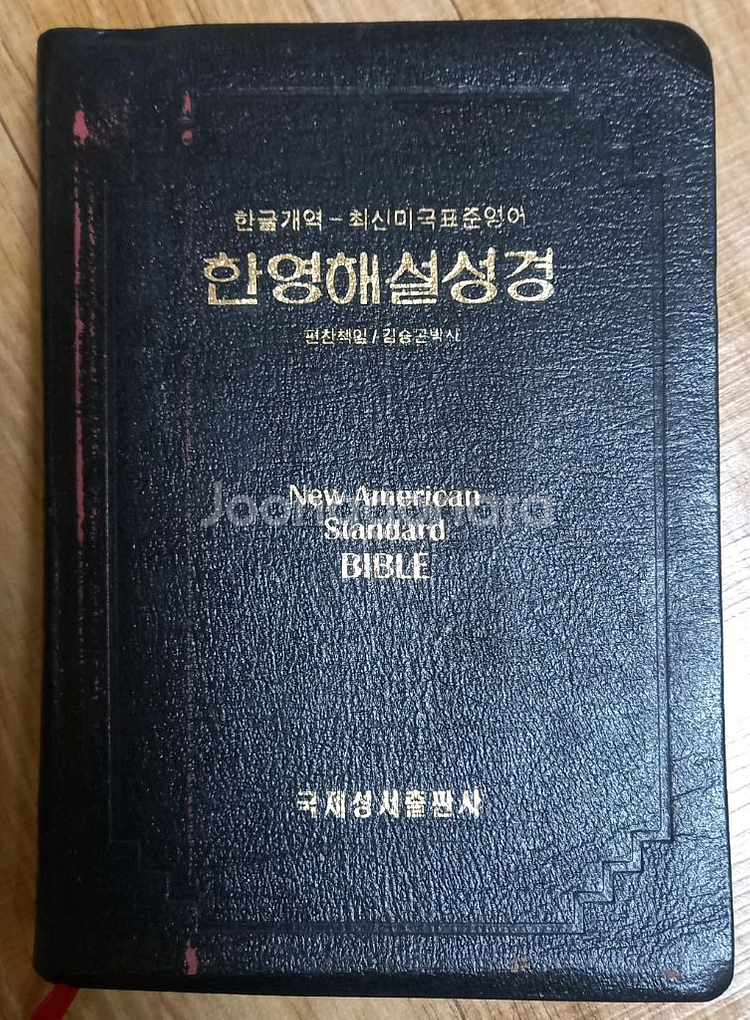 한글개역-최신미국표준영어
한영해설성경
편찬책임/김승곤박사
New American
Standard
BIBLE
국제성서출판사
Joonggonara